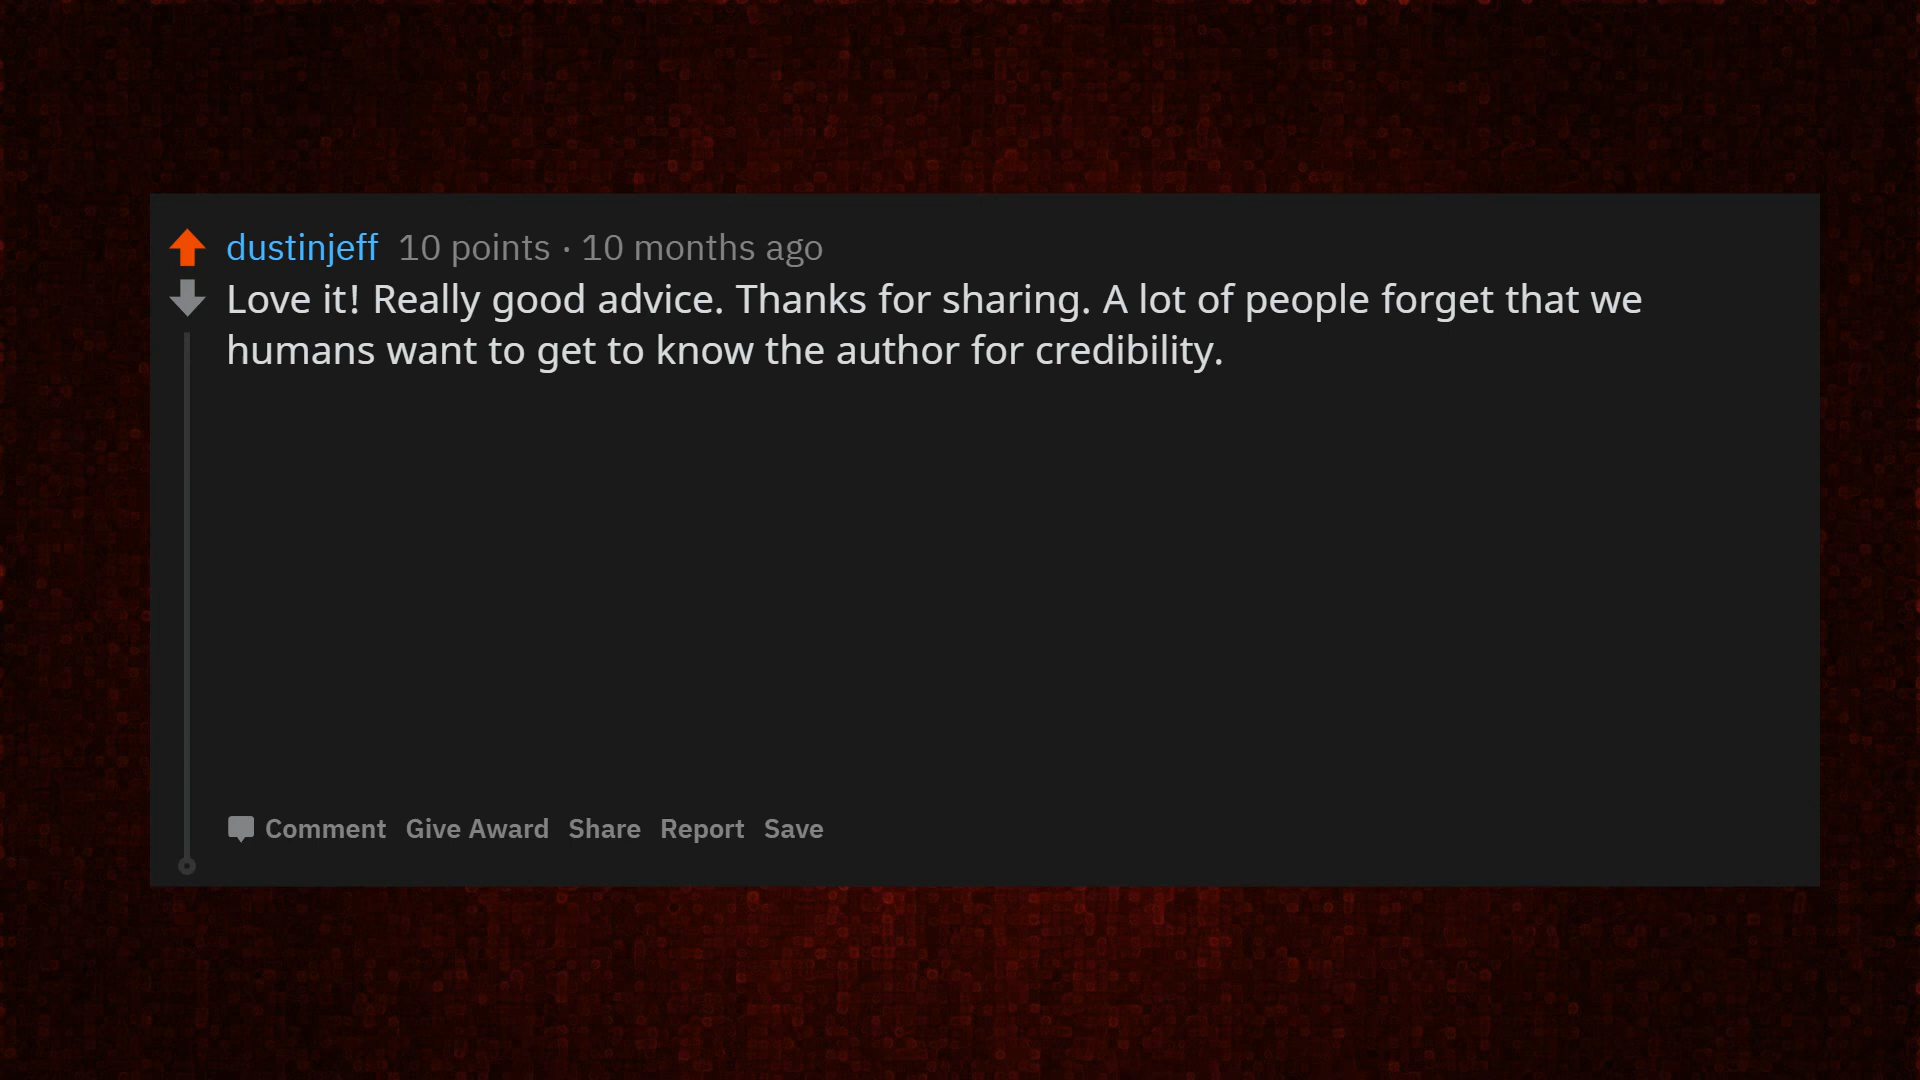 dustinjeff 10 points · 10 months ago
Love it! Really good advice. Thanks for sharing. A lot of people forget that we
humans want to get to know the author for credibility.
Comment Give Award Share Report Save